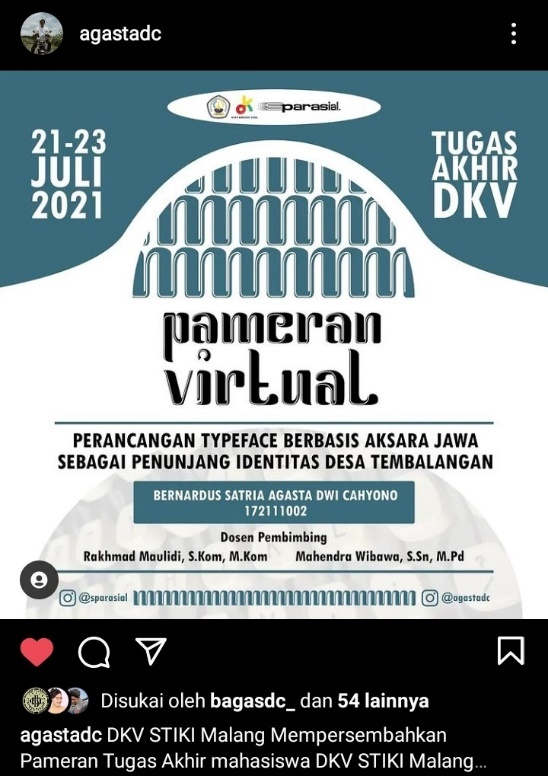 agastadc
sparasial.
21-23
JULI
2021
TUGAS
AKHIR
DKV
pameran
virtual
PERANCANGAN TYPEFACE BERBASIS AKSARA JAWA
SEBAGAI PENUNJANG IDENTITAS DESA TEMBALANGAN
BERNARDUS SATRIA AGASTA DWI CAHYONO
172111002
Dosen Pembimbing
Rakhmad Maulidi, S.Kom, M.Kom
Mahendra Wibawa, S.Sn, M.Pd
@sparasial
@agastadc
Disukai oleh bagasdc_ dan 54 lainnya
agastadc DKV STIKI Malang Mempersembahkan
Pameran Tugas Akhir mahasiswa DKV STIKI Malang...